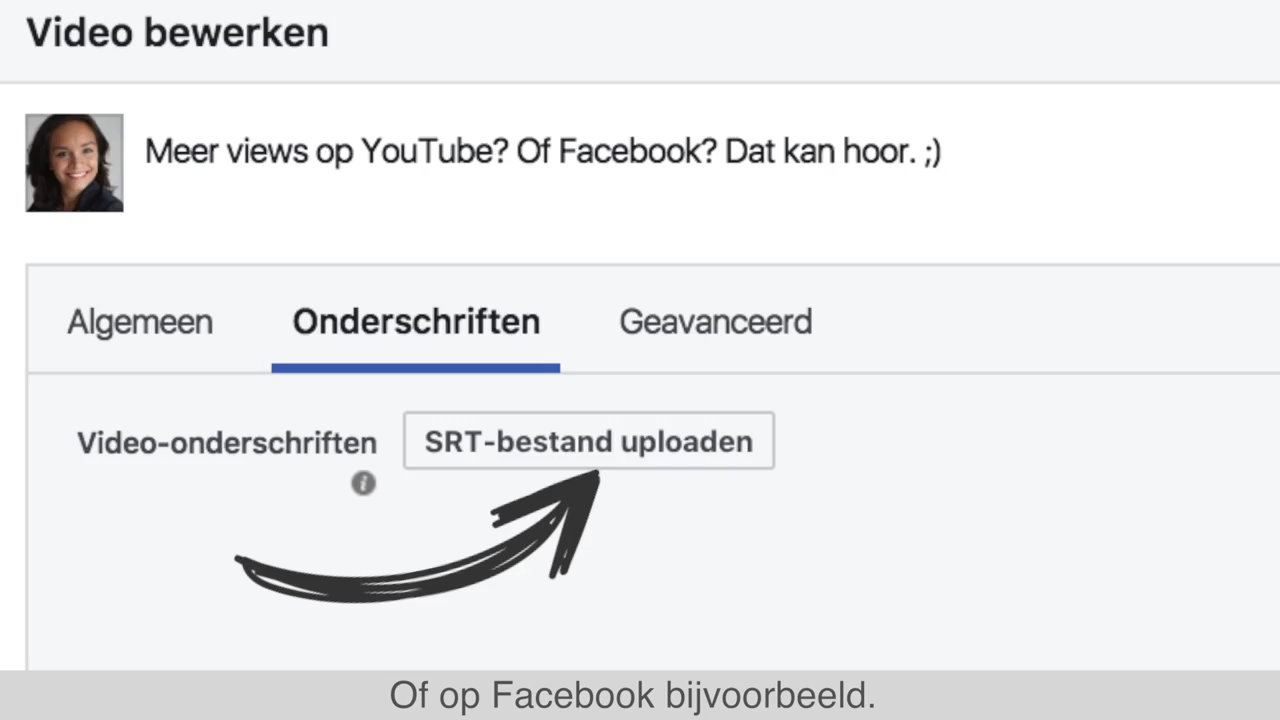 Video bewerken
Meer views op YouTube? Of Facebook? Dat kan hoor. ;)
Algemeen Onderschriften Geavanceerd
Video-onderschriften SRT-bestand uploaden
i
Of op Facebook bijvoorbeeld.